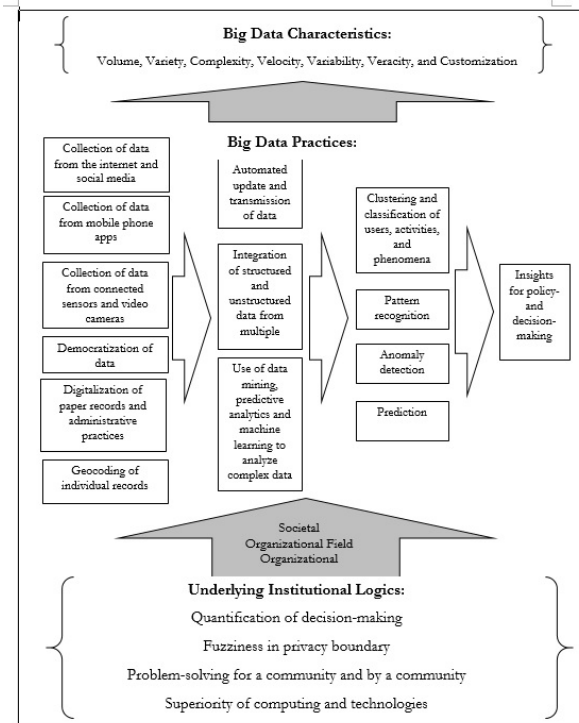 Big Data Characteristics:
Volume, Variety, Complexity, Velocity, Variability, Veracity, and Customization
Big Data Practices:
Collection of data
from the internet and
social media
Collection of data
from mobile phone
apps
Collection of data
from connected
sensors and video
cameras
Democratization of
data
Digitalization of
paper records and
administrative
practices
Geocoding of
individual records
Automated
update and
transmission
of data
Integration
of structured
and
unstructured
data from
multiple
Use of data
mining,
predictive
analytics and
machine
learning to
analyze
complex data
Clustering and
classification of
users, activities,
and
phenomena
Pattern
recognition
Anomaly
detection
Prediction
Insights
for policy-
and
decision-
making
Societal
Organizational Field
Organizational
Underlying Institutional Logics:
Quantification of decision-making
Fuzziness in privacy boundary
Problem-solving for a community and by a community
Superiority of computing and technologies